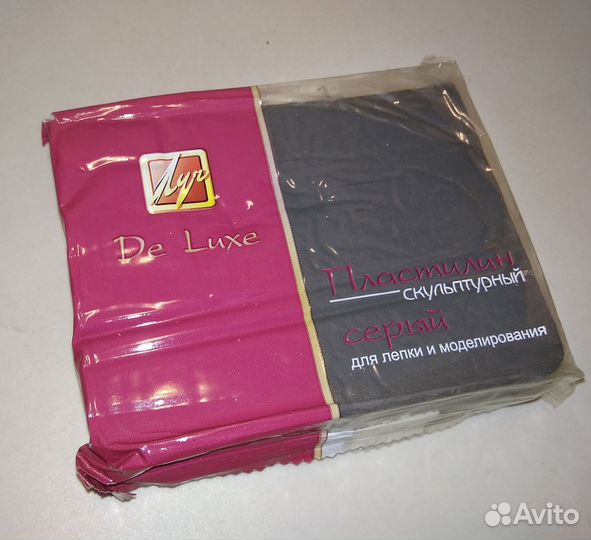 Луч
De Luxe
Пластилин
скульптурный
серый
для лепки и моделирования
Avito